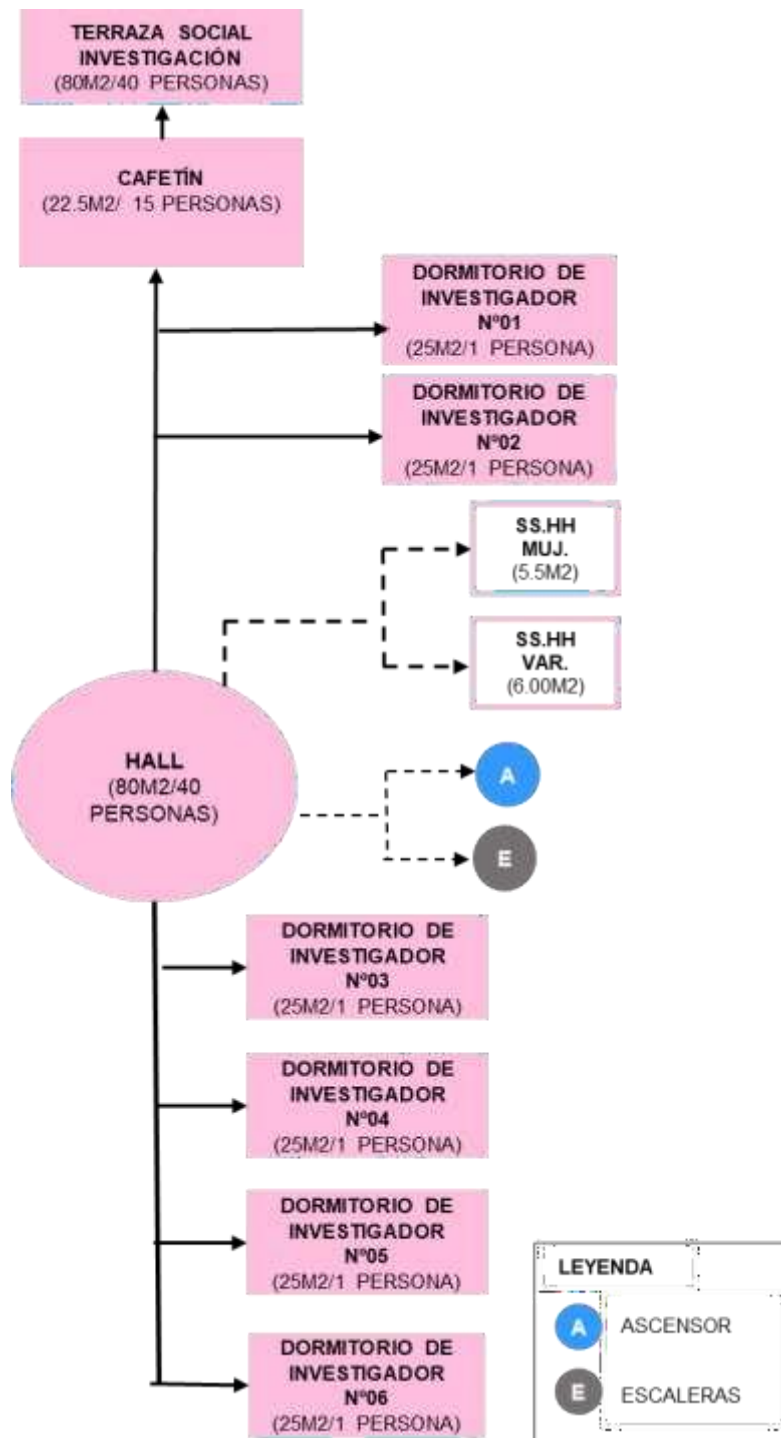 TERRAZA SOCIAL
INVESTIGACIÓN
(80M2/40 PERSONAS)
CAFETÍN
(22.5M2/ 15 PERSONAS)
DORMITORIO DE
INVESTIGADOR
Nº01
(25M2/1 PERSONA)
DORMITORIO DE
INVESTIGADOR
Nº02
(25M2/1 PERSONA)
SS.HH
MUJ.
(5.5M2)
SS.HH
VAR.
(6.00M2)
HALL
(80M2/40
PERSONAS)
A
E
DORMITORIO DE
INVESTIGADOR
Nº03
(25M2/1 PERSONA)
DORMITORIO DE
INVESTIGADOR
Nº04
(25M2/1 PERSONA)
DORMITORIO DE
INVESTIGADOR
Nº05
(25M2/1 PERSONA)
DORMITORIO DE
INVESTIGADOR
Nº06
(25M2/1 PERSONA)
LEYENDA
A ASCENSOR
E ESCALERAS